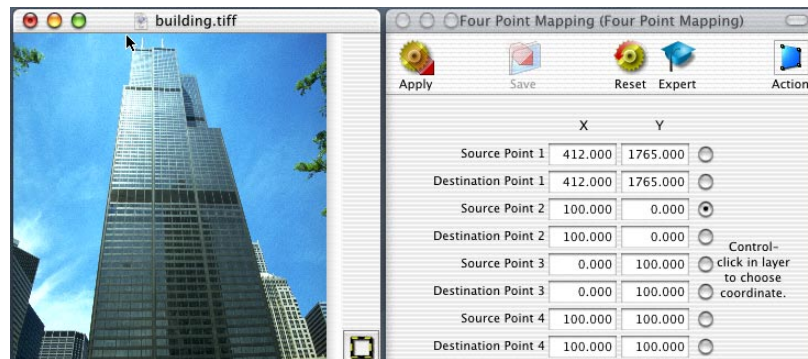 building.tiff
Four Point Mapping (Four Point Mapping)
Apply
Save
Reset
Expert
Action
X
Y
Source Point 1 412.000 1765.000
Destination Point 1 412.000 1765.000
Source Point 2 100.000 0.000
Destination Point 2 100.000 0.000
Source Point 3 0.000 100.000
Destination Point 3 0.000 100.000
Source Point 4 100.000 100.000
Destination Point 4 100.000 100.000
Control-
click in layer
to choose
coordinate.